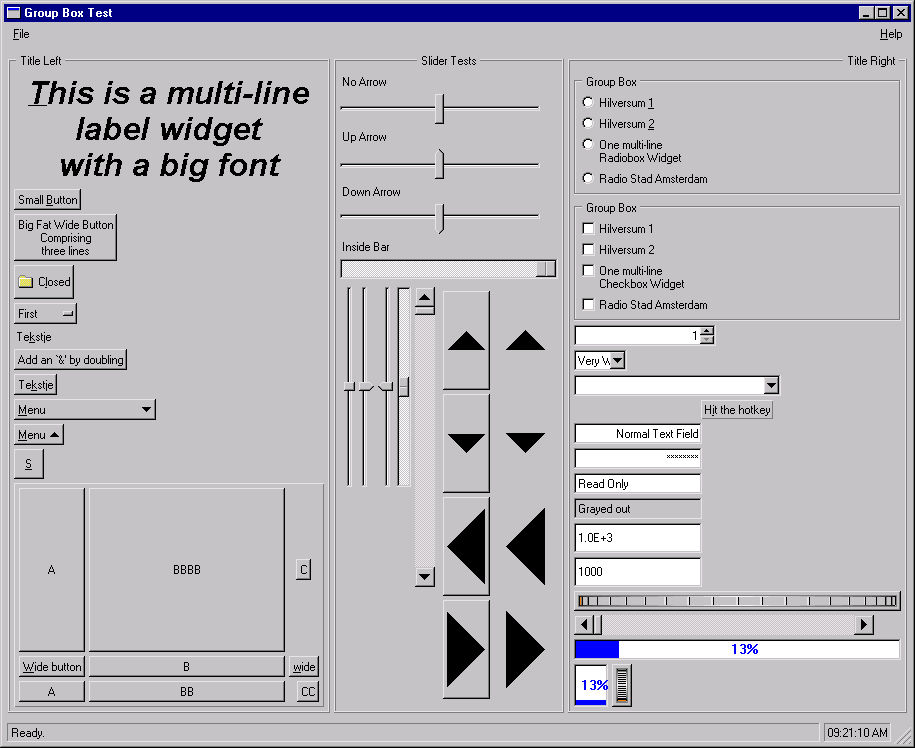 Group Box Test
File
Help
Title Left
This is a multi-line
label widget
with a big font
Small Button
Big Fat Wide Button
Comprising
three lines
Closed
First
Tekstje
Add an '&' by doubling
Tekstje
Menu
Menu
S
A
BBBB
C
Wide button
B
wide
A
BB
CC
Slider Tests
No Arrow
Up Arrow
Down Arrow
Inside Bar
Title Right
Group Box
Hilversum 1
Hilversum 2
One multi-line
Radiobox Widget
Radio Stad Amsterdam
Group Box
Hilversum 1
Hilversum 2
One multi-line
Checkbox Widget
Radio Stad Amsterdam
1
Very
Hit the hotkey
Normal Text Field
********
Read Only
Grayed out
1.0E+3
1000
13%
13%
Ready.
09:21:10 AM